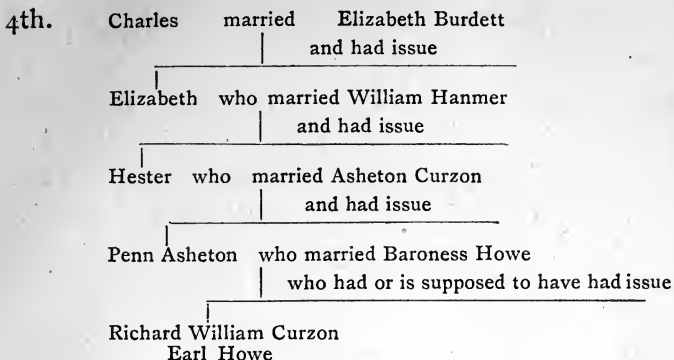 4th. Charles married Elizabeth Burdett
and had issue
Elizabeth who married William Hanmer
and had issue
Hester who married Asheton Curzon
and had issue
Penn Asheton who married Baroness Howe
who had or is supposed to have had issue
Richard William Curzon
Earl Howe